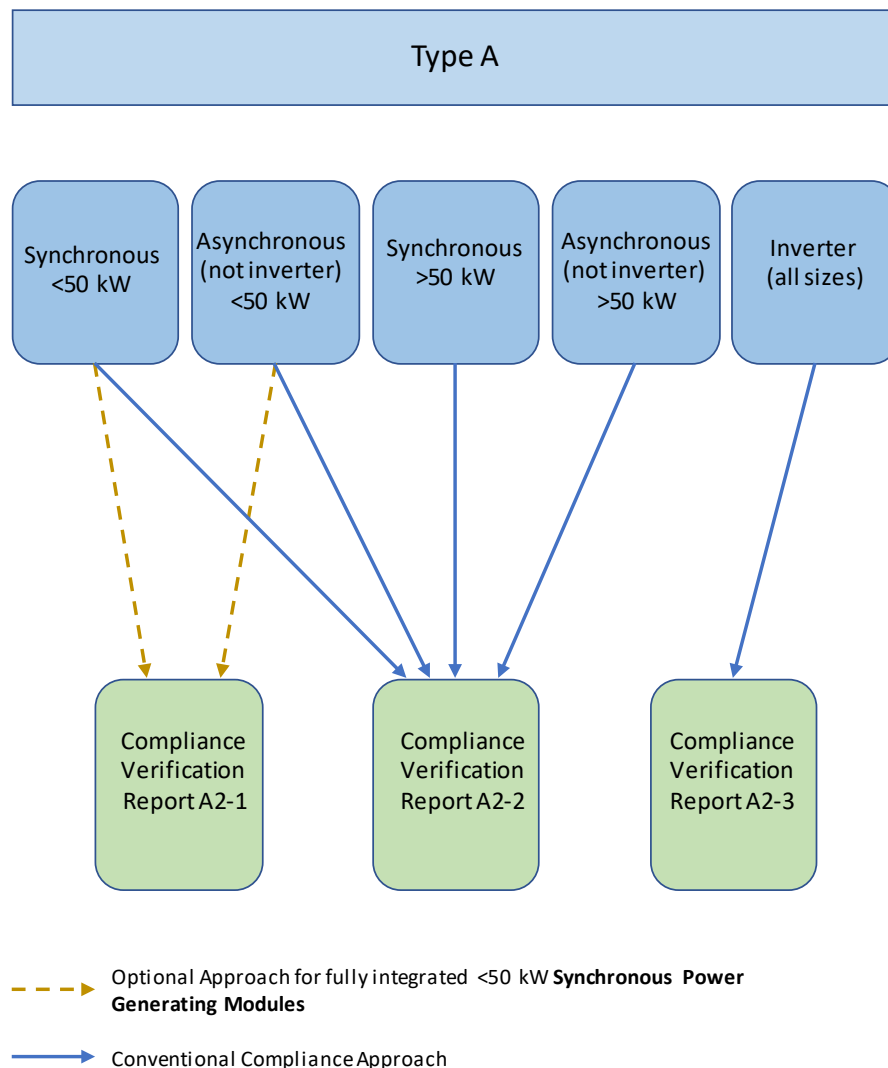 Type A
Synchronous
<50 kW
Asynchronous
(not inverter)
<50 kW
Synchronous
>50 kW
Asynchronous
(not inverter)
>50 kW
Inverter
(all sizes)
Compliance
Verification
Report A2-1
Compliance
Verification
Report A2-2
Compliance
Verification
Report A2-3
Optional Approach for fully integrated <50 kW Synchronous Power
Generating Modules
Conventional Compliance Approach